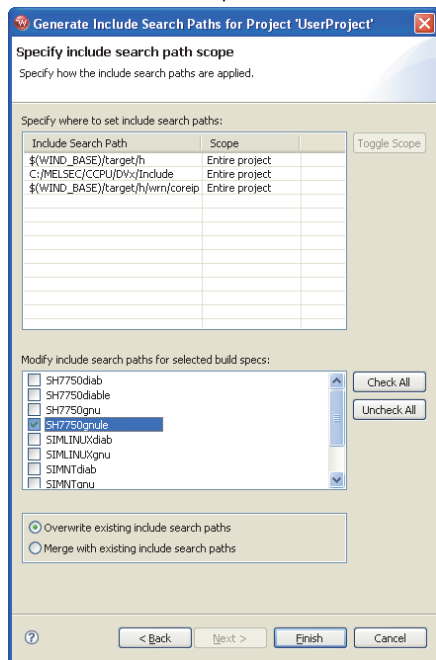 Generate Include Search Paths for Project 'UserProject'
Specify include search path scope
Specify how the include search paths are applied.
Specify where to set include search paths:
Include Search Path Scope
Toggle Scope
$(WIND_BASE)/target/h Entire project
C:/MELSEC/CCPU/DVx/Include Entire project
$(WIND_BASE)/target/h/wrn/coreip Entire project
Modify include search paths for selected build specs:
SH7750diab
Check All
SH7750diable
SH7750gnu
Uncheck All
SH7750gnule
SIMLINUXdiab
SIMLINUXgnu
SIMNTdiab
SIMNTgnu
Overwrite existing include search paths
Merge with existing include search paths
? < Back Next > Finish Cancel